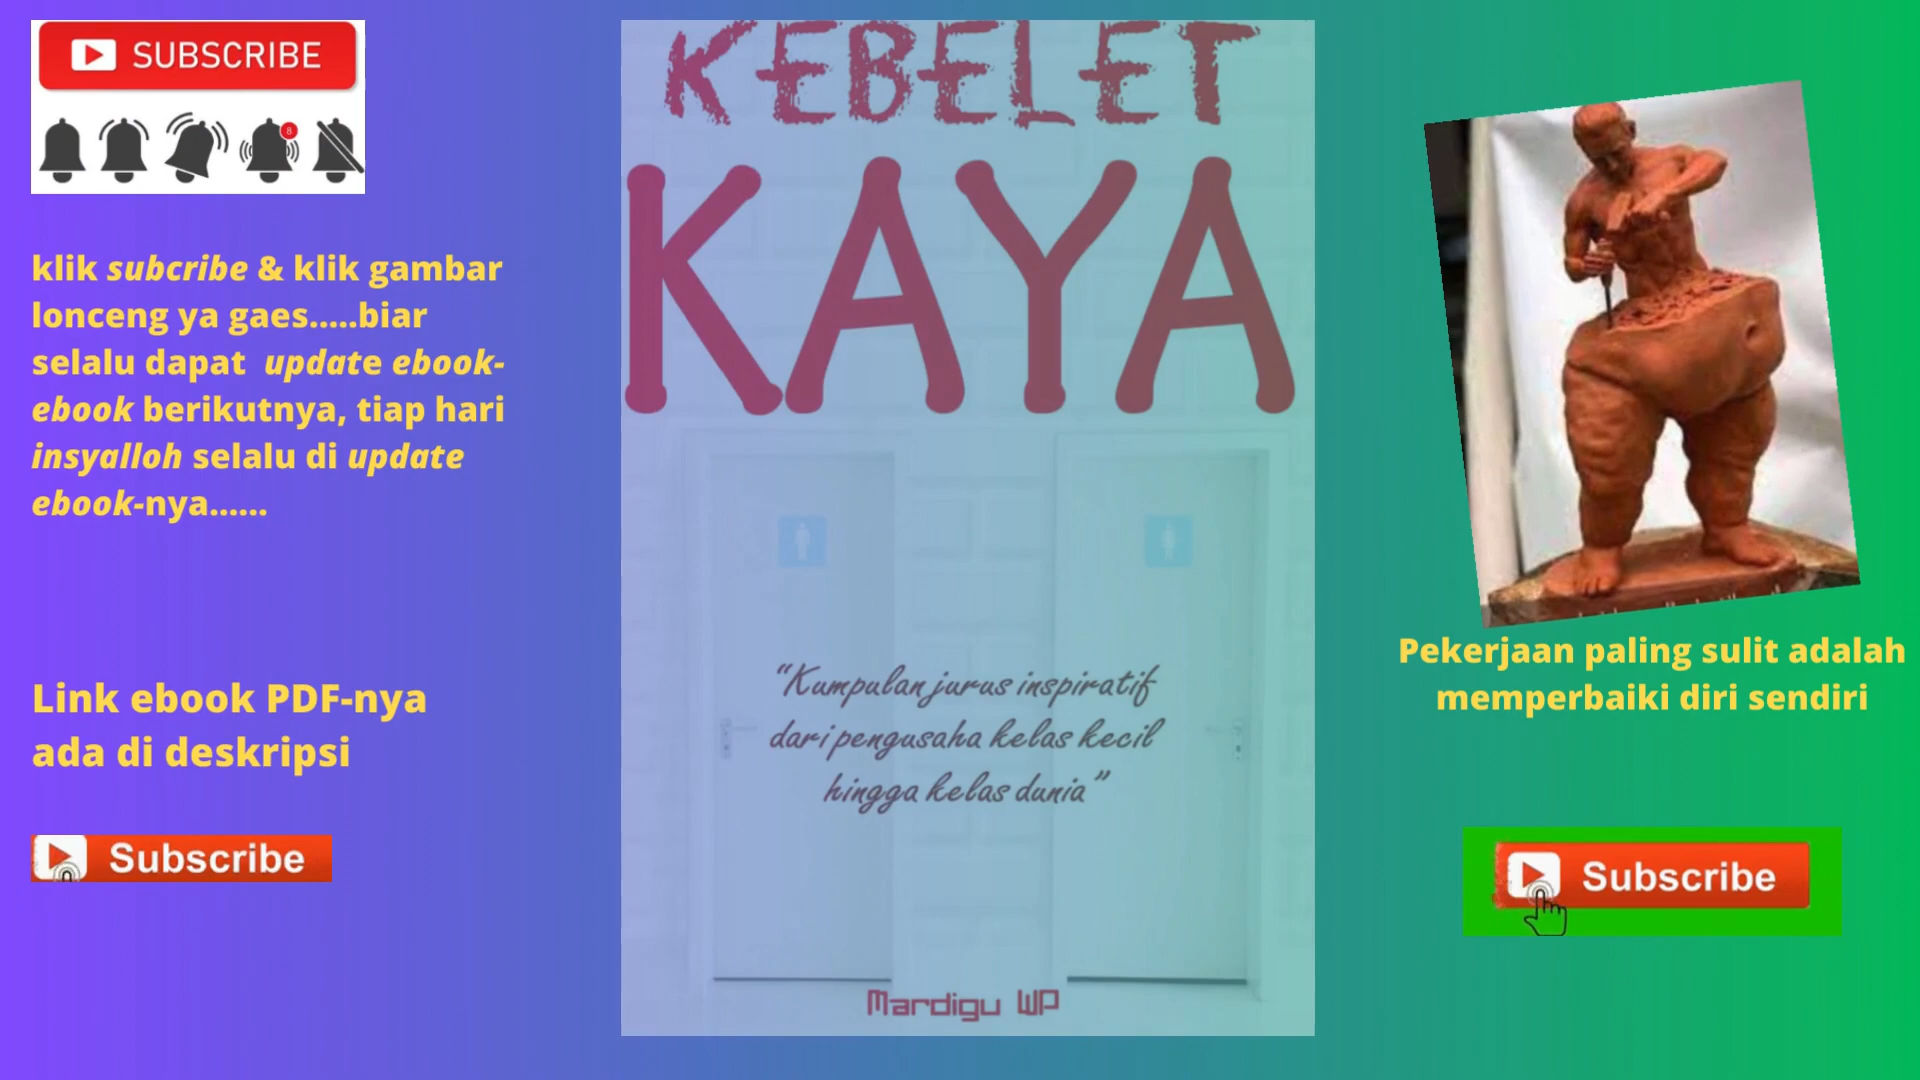 SUBSCRIBE
8
klik subcribe & klik gambar
lonceng ya gaes.....biar
selalu dapat update ebook-
ebook berikutnya, tiap hari
insyalloh selalu di update
ebook-nya......
Link ebook PDF-nya
ada di deskripsi
Subscribe
KEBELET
KAYA
“Kumpulan jurus inspiratif
dari pengusaha kelas kecil
hingga kelas dunia”
Mardigu WP
Pekerjaan paling sulit adalah
memperbaiki diri sendiri
Subscribe